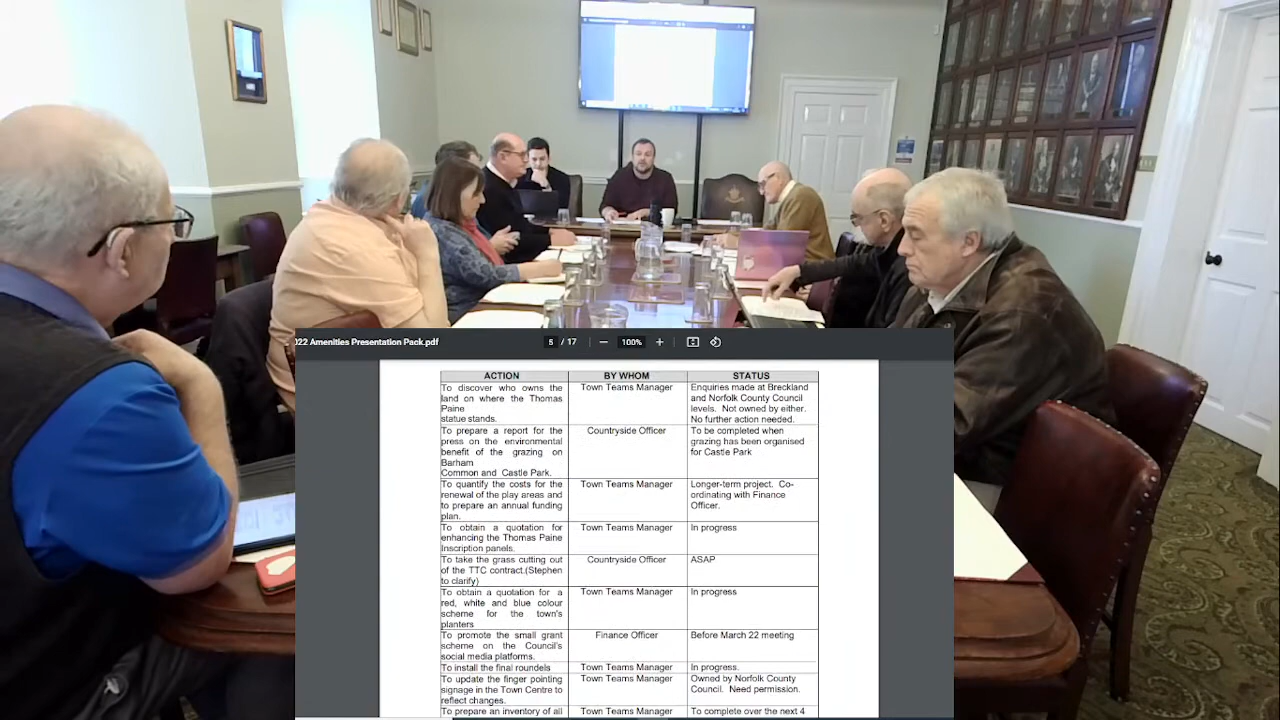 022 Amenities Presentation Pack.pdf
5 / 17
100%
ACTION BY WHOM STATUS
To discover who owns the
land on where the Thomas
Paine
statue stands.
Town Teams Manager
Enquiries made at Breckland
and Norfolk County Council
levels. Not owned by either.
No further action needed.
To prepare a report for the
press on the environmental
benefit of the grazing on
Barham
Common and Castle Park.
Countryside Officer
To be completed when
grazing has been organised
for Castle Park
To quantify the costs for the
renewal of the play areas and
to prepare an annual funding
plan.
Town Teams Manager
Longer-term project. Co-
ordinating with Finance
Officer.
To obtain a quotation for
enhancing the Thomas Paine
Inscription panels.
Town Teams Manager
In progress
To take the grass cutting out
of the TTC contract.(Stephen
to clarify)
Countryside Officer
ASAP
To obtain a quotation for a
red, white and blue colour
scheme for the town's
planters
Town Teams Manager
In progress
To promote the small grant
scheme on the Council's
social media platforms.
Finance Officer
Before March 22 meeting
To install the final roundels
Town Teams Manager
In progress.
To update the finger pointing
signage in the Town Centre to
reflect changes.
Town Teams Manager
Owned by Norfolk County
Council. Need permission.
To prepare an inventory of all
Town Teams Manager
To complete over the next 4